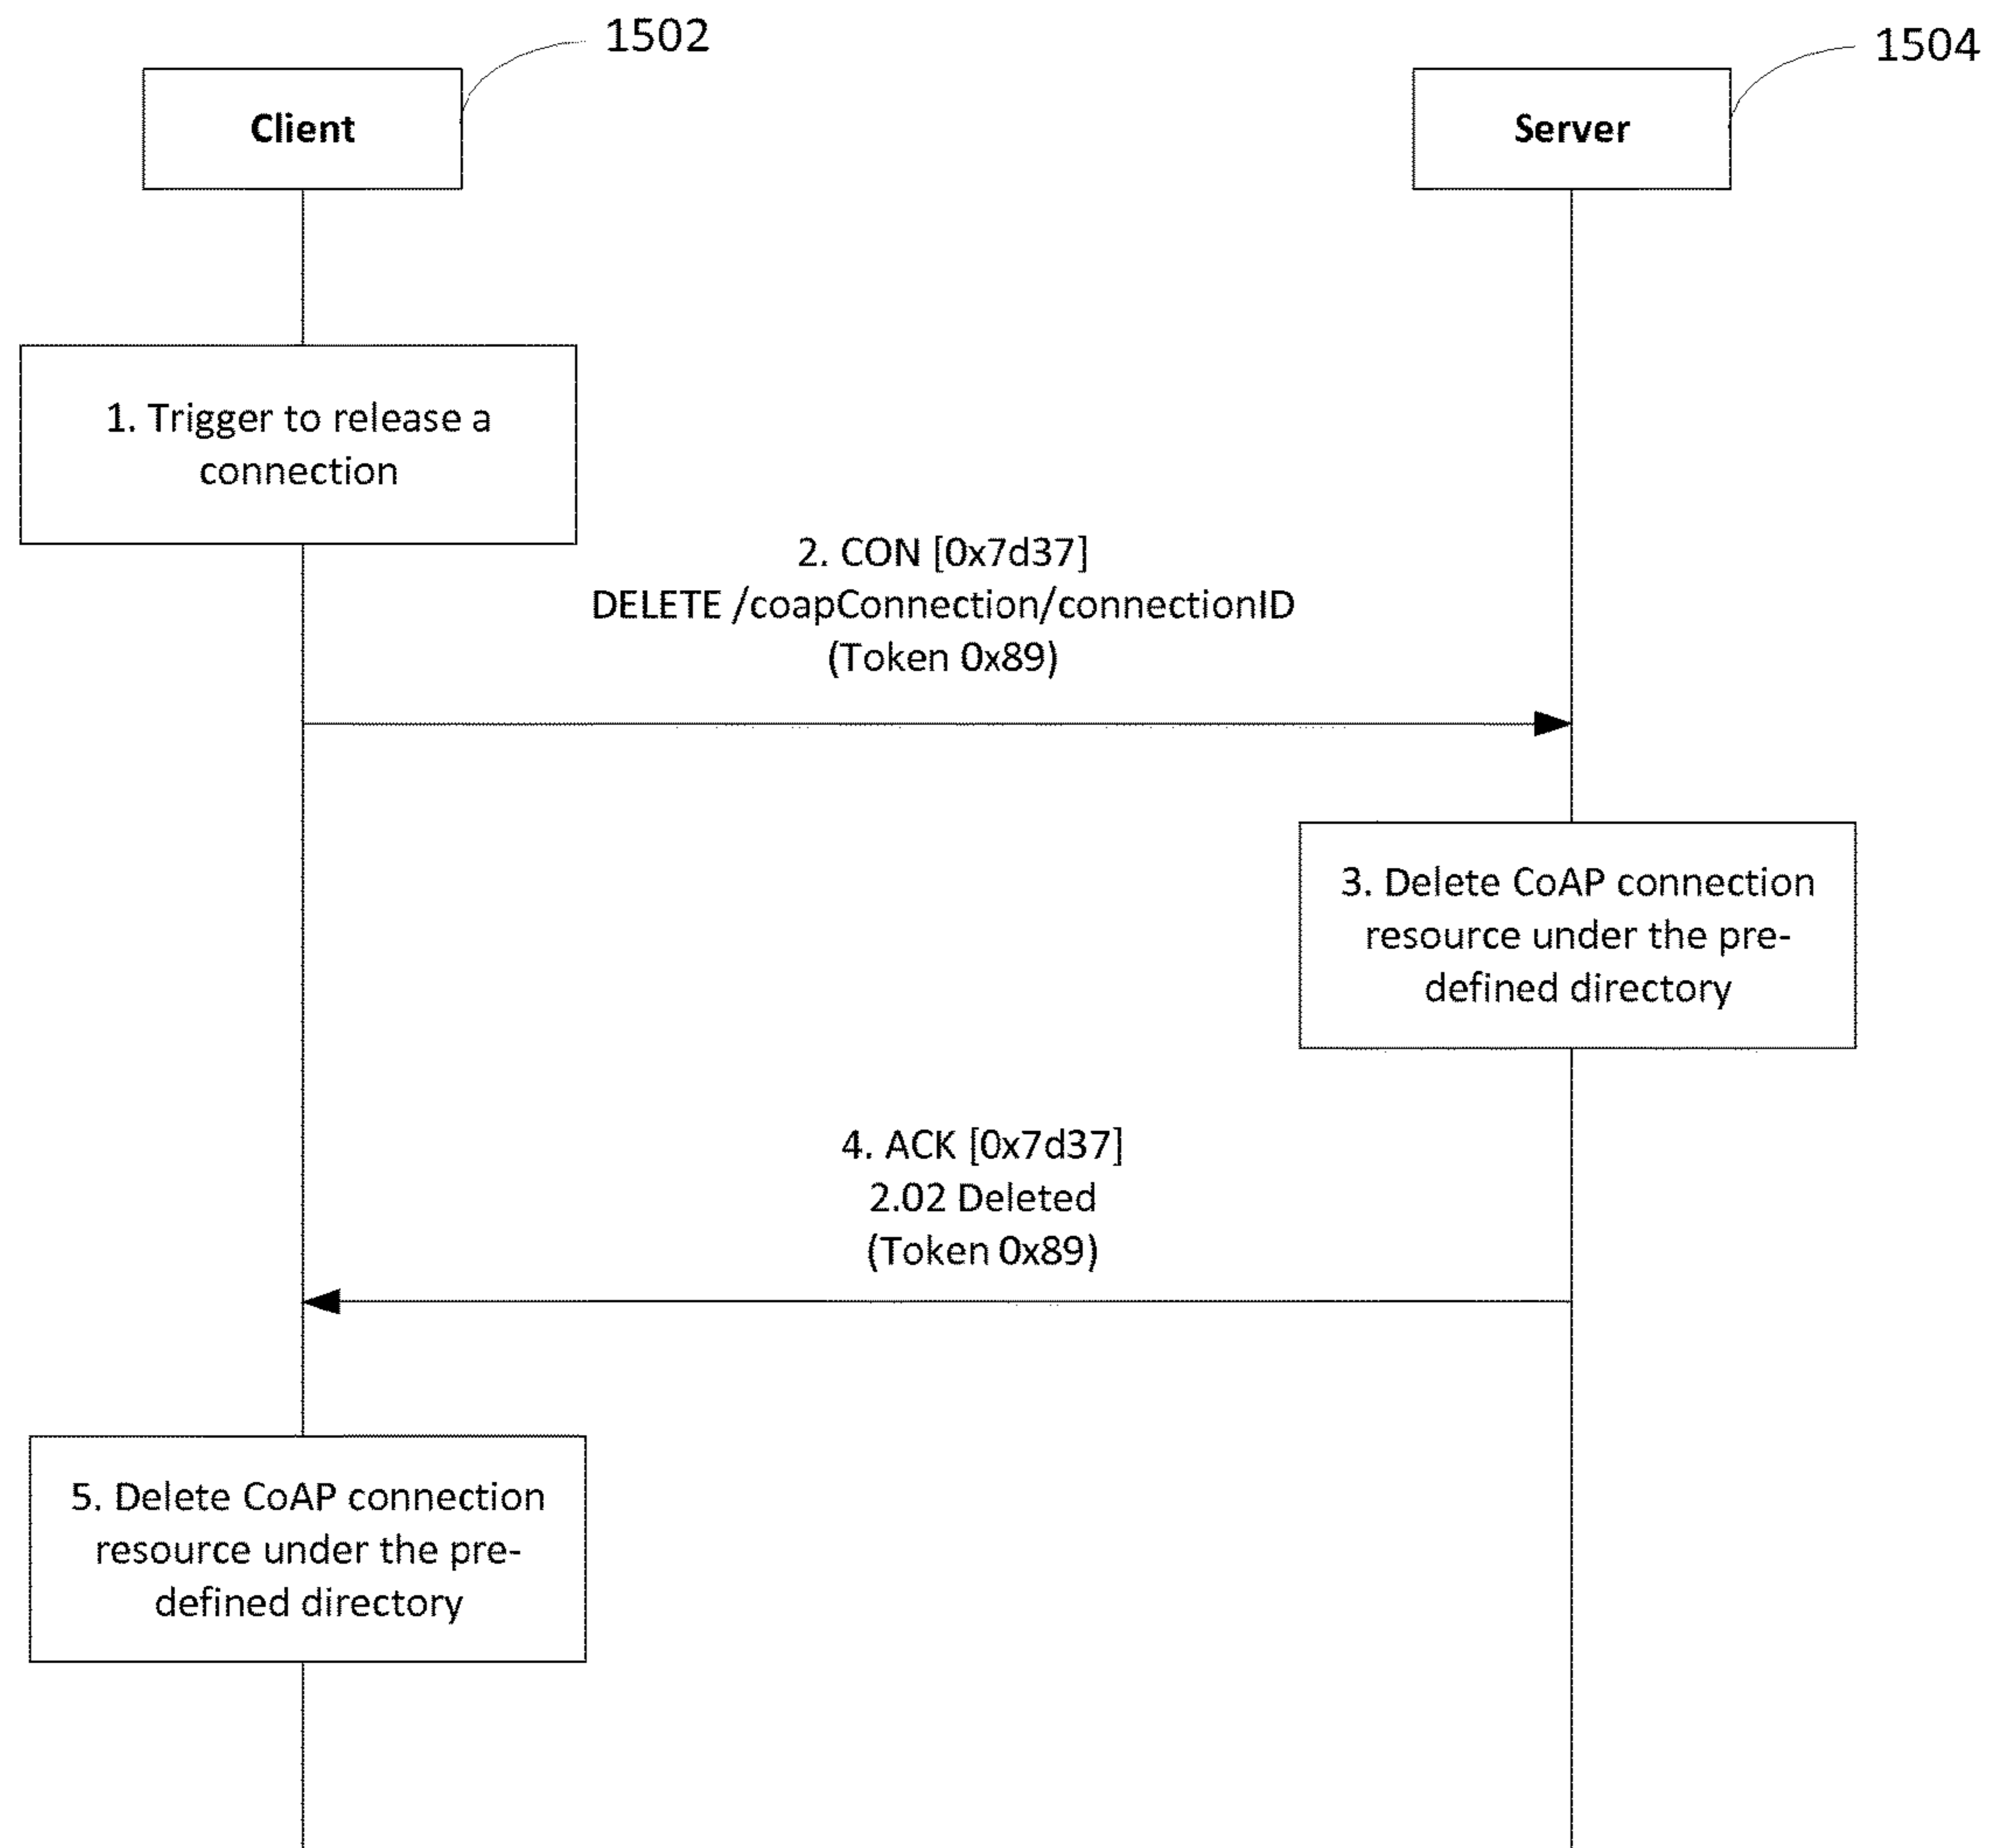 1502
1504
Client
Server
1. Trigger to release a
connection
2. CON [0x7d37]
DELETE /coapConnection/connectionID
(Token 0x89)
3. Delete CoAP connection
resource under the pre-
defined directory
4. ACK [0x7d37]
2.02 Deleted
(Token 0x89)
5. Delete CoAP connection
resource under the pre-
defined directory